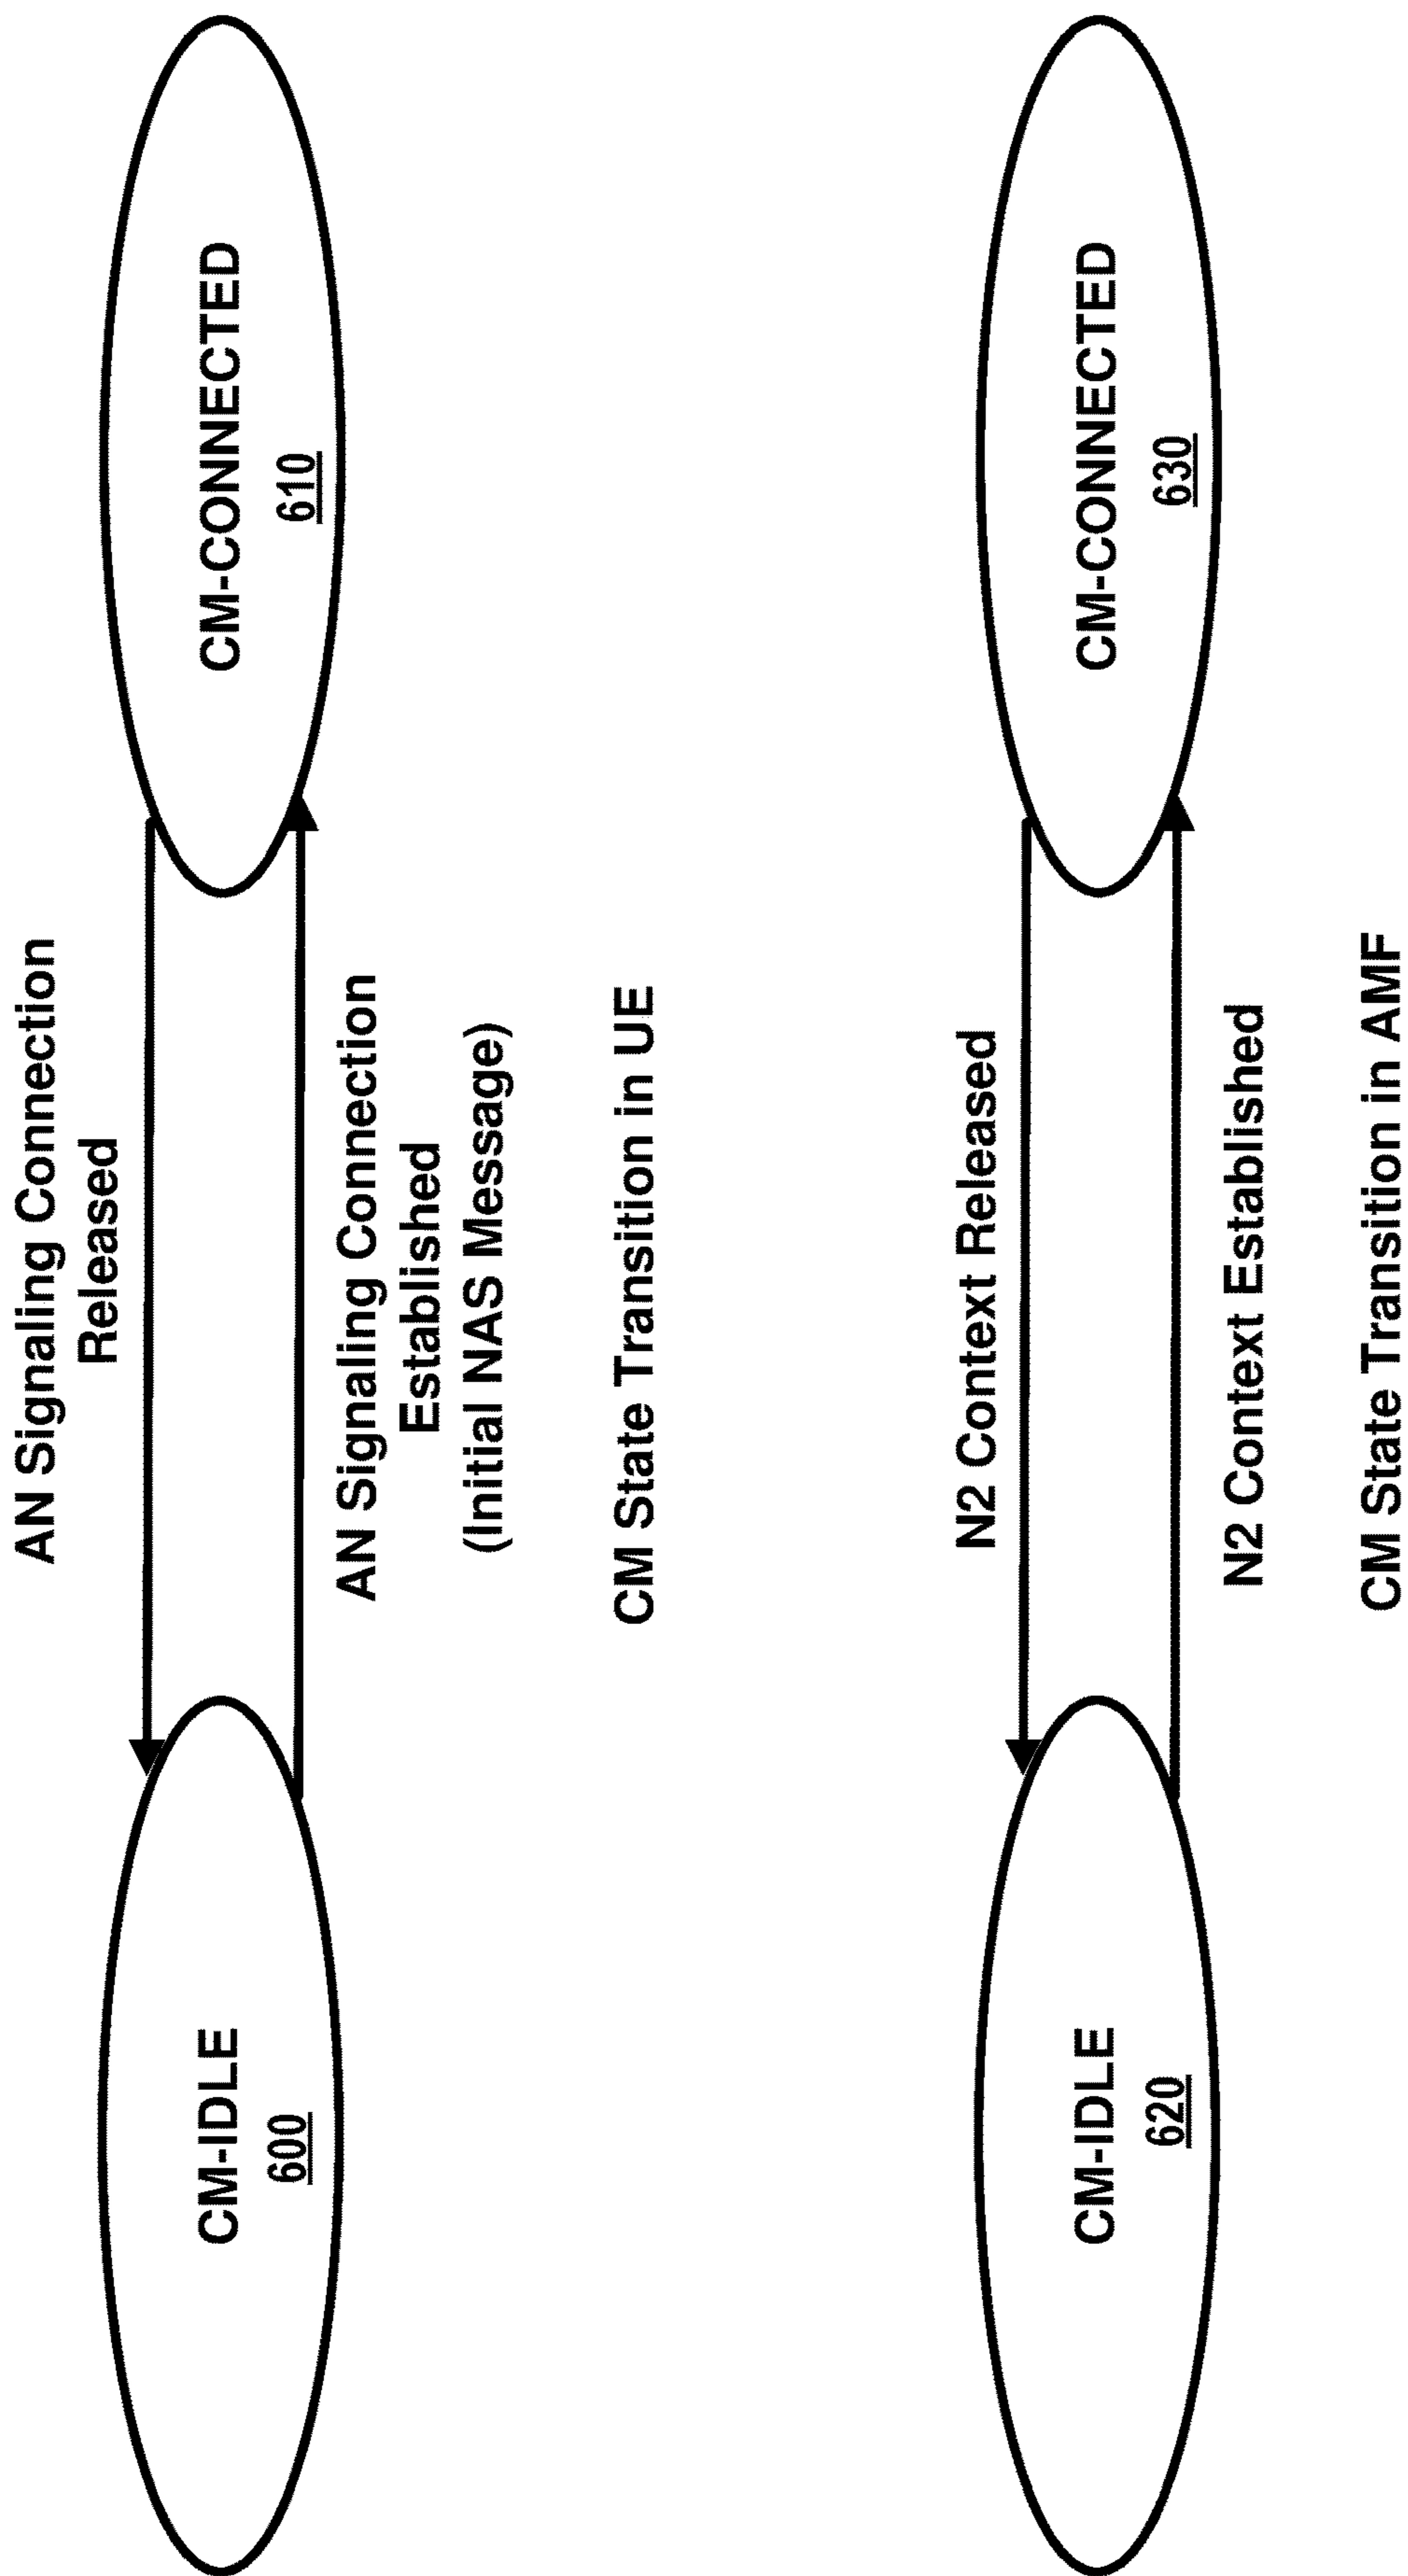 AN Signaling Connection
Released
CM-IDLE
600
CM-CONNECTED
610
AN Signaling Connection
Established
(Initial NAS Message)
CM State Transition in UE
N2 Context Released
CM-IDLE
620
CM-CONNECTED
630
N2 Context Established
CM State Transition in AMF